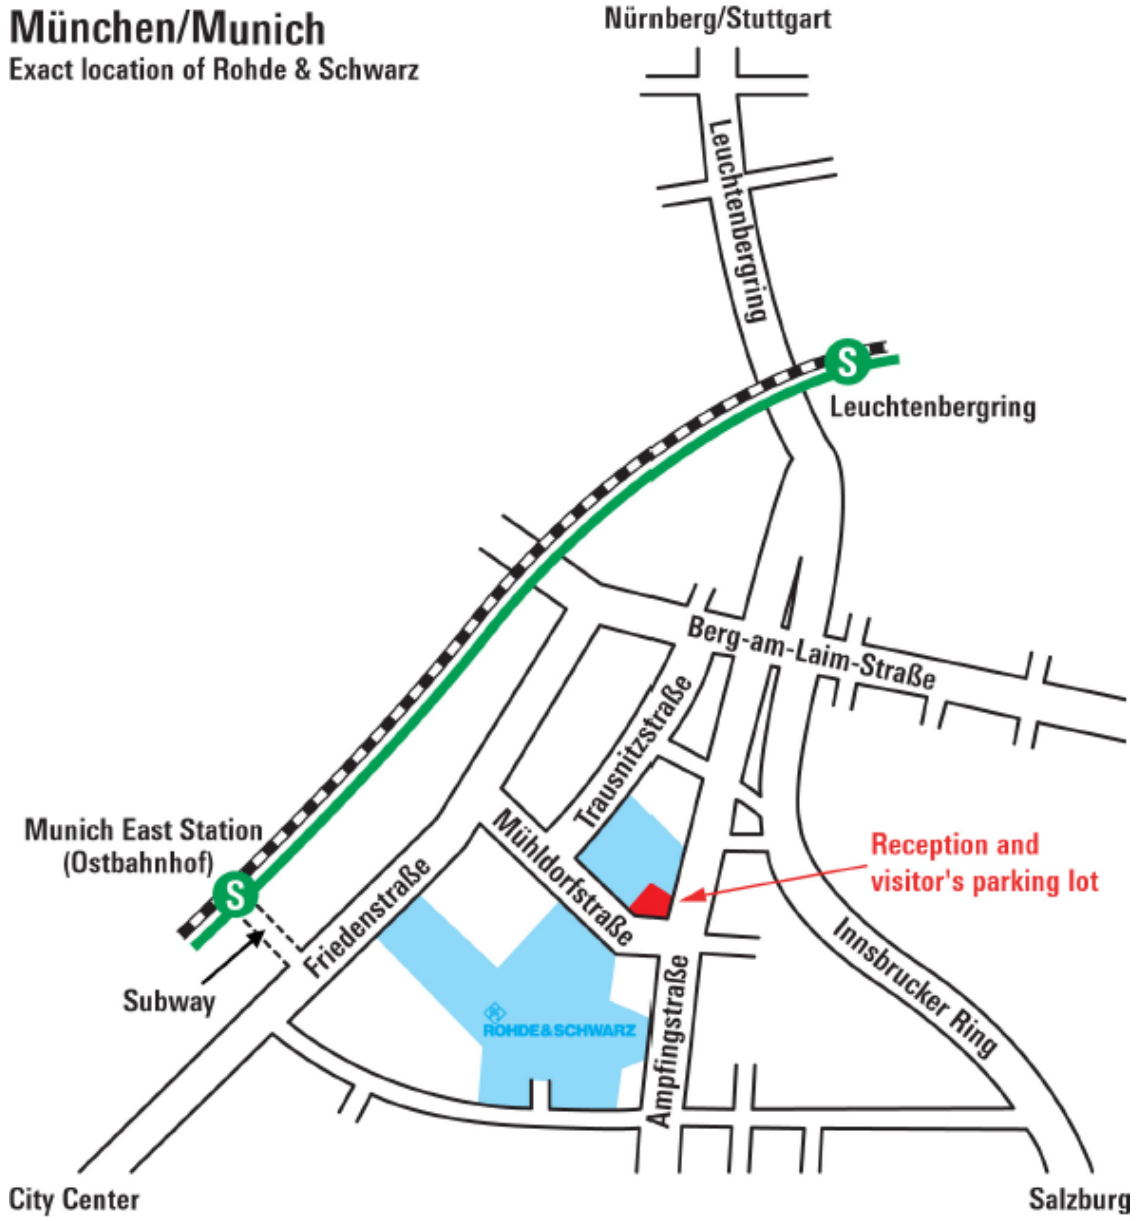 München/Munich
Exact location of Rohde & Schwarz
Nürnberg/Stuttgart
Leuchtenbergring
S
Leuchtenbergring
Berg-am-Laim-Straße
Trausnitzstraße
Munich East Station
(Ostbahnhof)
S
Mühldorfstraße
Reception and
visitor's parking lot
Friedenstraße
Subway
Innsbrucker Ring
ROHDE&SCHWARZ
Ampfingstraße
City Center
Salzburg